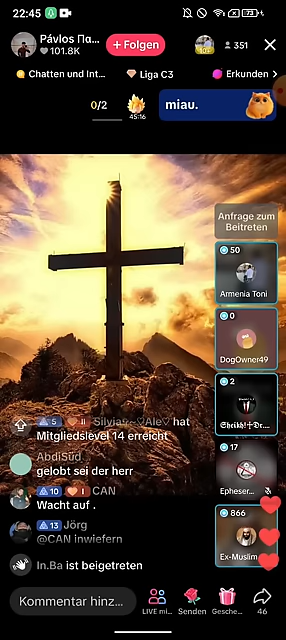 22:45
73
Pávlos Πα...
101.8K
+ Folgen
351
Chatten und Int...
Liga C3
Erkunden
0/2
45:16
miau.
Anfrage zum
Beitreten
50
Armenia Toni
0
DogOwner49
2
17
Epheser...
866
Ex-Muslim
5 II Silvia
hat
Mitgliedslevel 14 erreicht
AbdiSüd
gelobt sei der herr
10 I CAN
Wacht auf .
13 Jörg
@CAN inwiefern
In.Ba ist beigetreten
Kommentar hinz...
LIVE mi...
Senden
Gesche...
46